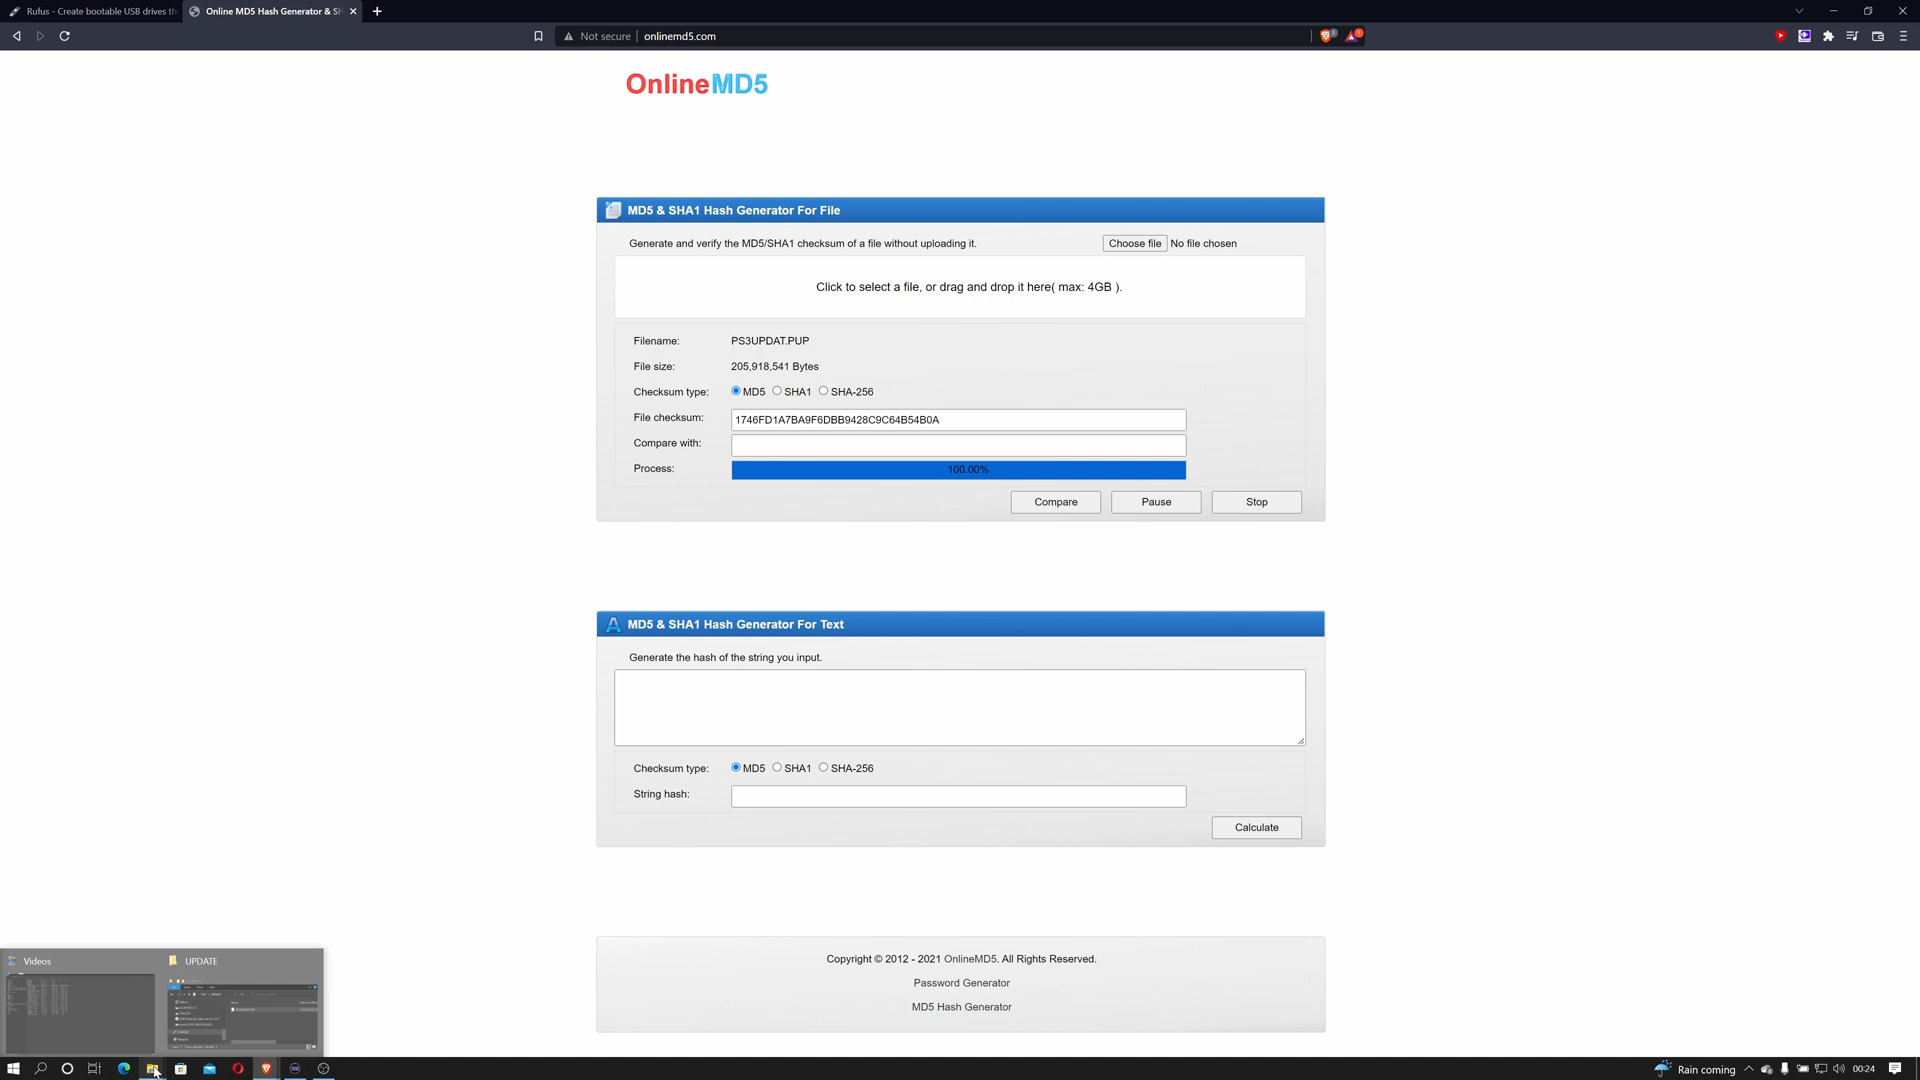 Rufus - Create bootable USB drives th
Online MD5 Hash Generator & SH
Not secure
onlinemd5.com
OnlineMD5
MD5 & SHA1 Hash Generator For File
Generate and verify the MD5/SHA1 checksum of a file without uploading it.
Choose file No file chosen
Click to select a file, or drag and drop it here( max: 4GB ).
Filename: PS3UPDAT.PUP
File size: 205,918,541 Bytes
Checksum type: MD5 SHA1 SHA-256
File checksum: 1746FD1A7BA9F6DBB9428C9C64B54B0A
Compare with:
Process: 100.00%
Compare Pause Stop
MD5 & SHA1 Hash Generator For Text
Generate the hash of the string you input.
Checksum type: MD5 SHA1 SHA-256
String hash:
Calculate
Copyright © 2012 - 2021 OnlineMD5. All Rights Reserved.
Password Generator
MD5 Hash Generator
Videos
UPDATE
Rain coming
00:24